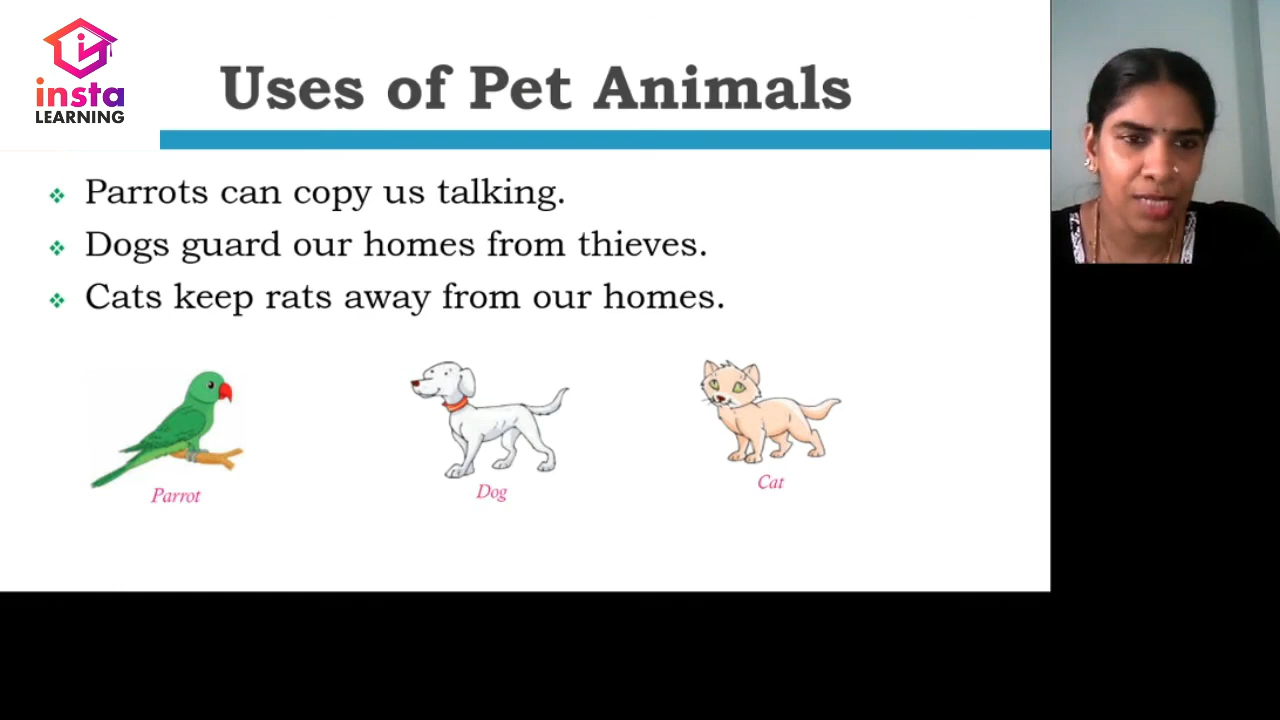 insta
LEARNING
Uses of Pet Animals
Parrots can copy us talking.
Dogs guard our homes from thieves.
Cats keep rats away from our homes.
Parrot
Dog
Cat